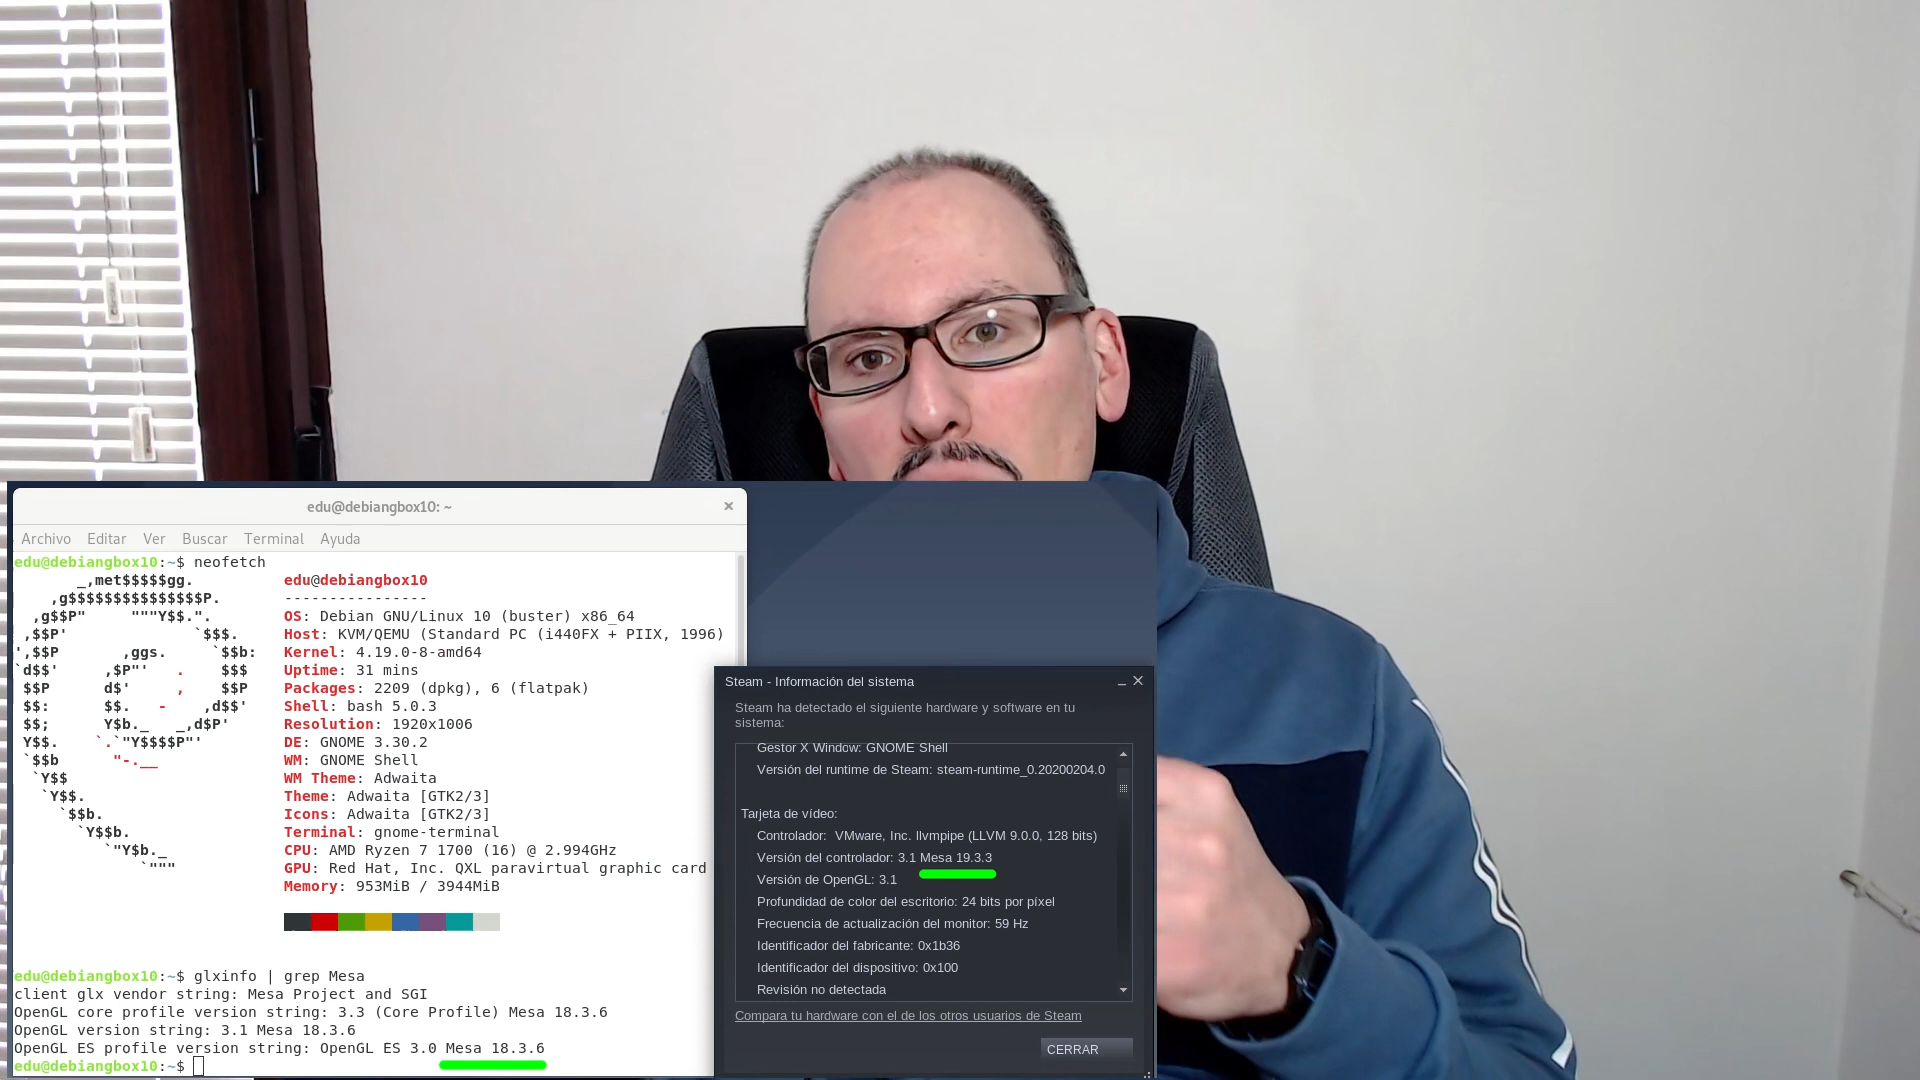 edu@debiangbox10: ~
Archivo Editar Ver Buscar Terminal Ayuda
edu@debiangbox10:~$ neofetch
       _,met$$$$$gg.          edu@debiangbox10
    ,g$$$$$$$$$$$$$$$P.       ----------------
  ,g$$P"     """Y$$.".        OS: Debian GNU/Linux 10 (buster) x86_64
 ,$$P'              `$$$.     Host: KVM/QEMU (Standard PC (i440FX + PIIX, 1996)
',$$P       ,ggs.     `$$b:   Kernel: 4.19.0-8-amd64
`d$$'     ,$P"'   .    $$$    Uptime: 31 mins
 $$P      d$'     ,    $$P    Packages: 2209 (dpkg), 6 (flatpak)
 $$:      $$.   -    ,d$$'    Shell: bash 5.0.3
 $$;      Y$b._   _,d$P'      Resolution: 1920x1006
 Y$$.    `.`"Y$$$$P"'         DE: GNOME 3.30.2
 `$$b      "-.__              WM: GNOME Shell
  `Y$$                        WM Theme: Adwaita
   `Y$$.                      Theme: Adwaita [GTK2/3]
     `$$b.                    Icons: Adwaita [GTK2/3]
       `Y$$b.                 Terminal: gnome-terminal
          `"Y$b._             CPU: AMD Ryzen 7 1700 (16) @ 2.994GHz
              `"""            GPU: Red Hat, Inc. QXL paravirtual graphic card
                              Memory: 953MiB / 3944MiB
edu@debiangbox10:~$ glxinfo | grep Mesa
client glx vendor string: Mesa Project and SGI
OpenGL core profile version string: 3.3 (Core Profile) Mesa 18.3.6
OpenGL version string: 3.1 Mesa 18.3.6
OpenGL ES profile version string: OpenGL ES 3.0 Mesa 18.3.6
edu@debiangbox10:~$
Steam - Información del sistema
Steam ha detectado el siguiente hardware y software en tu
sistema:
Gestor X Window: GNOME Shell
Versión del runtime de Steam: steam-runtime_0.20200204.0
Tarjeta de vídeo:
Controlador: VMware, Inc. llvmpipe (LLVM 9.0.0, 128 bits)
Versión del controlador: 3.1 Mesa 19.3.3
Versión de OpenGL: 3.1
Profundidad de color del escritorio: 24 bits por píxel
Frecuencia de actualización del monitor: 59 Hz
Identificador del fabricante: 0x1b36
Identificador del dispositivo: 0x100
Revisión no detectada
Compara tu hardware con el de los otros usuarios de Steam
CERRAR